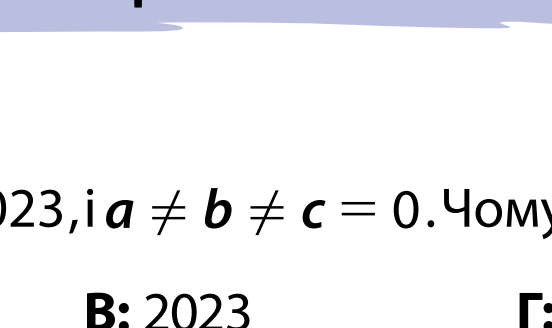 023, і a ≠ b ≠ c = 0. Чому
В: 2023 Г: